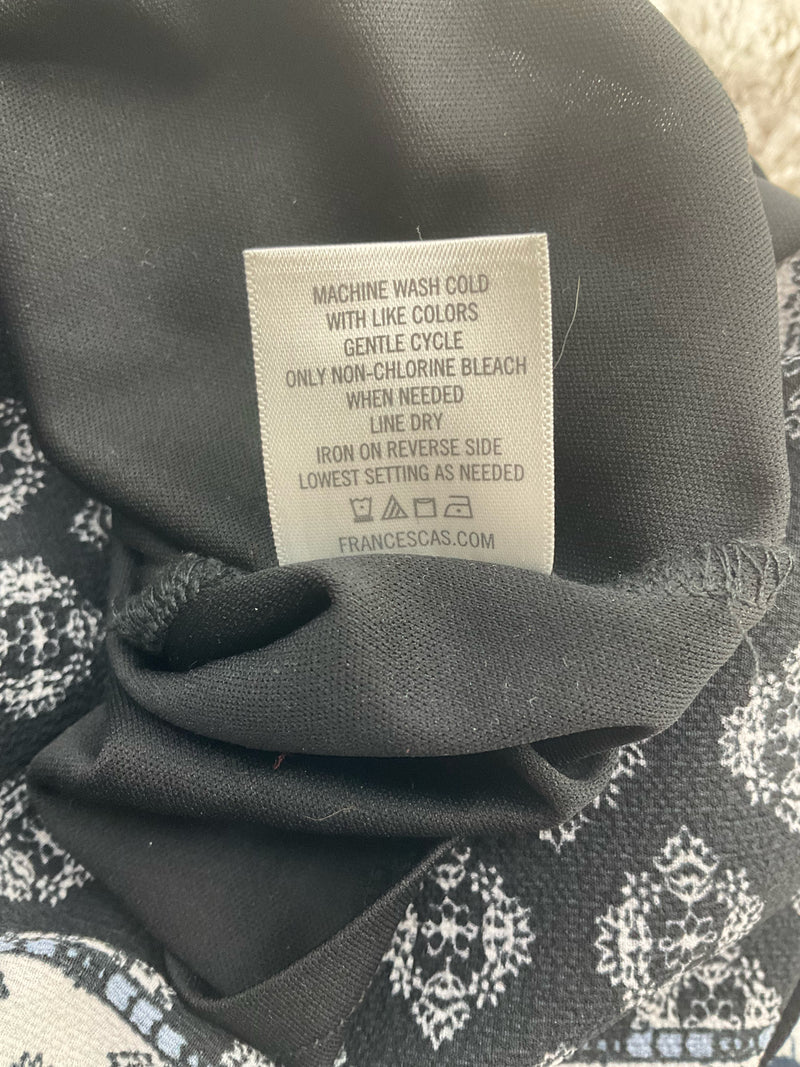 MACHINE WASH COLD
WITH LIKE COLORS
GENTLE CYCLE
ONLY NON-CHLORINE BLEACH
WHEN NEEDED
LINE DRY
IRON ON REVERSE SIDE
LOWEST SETTING AS NEEDED
FRANCESCAS.COM